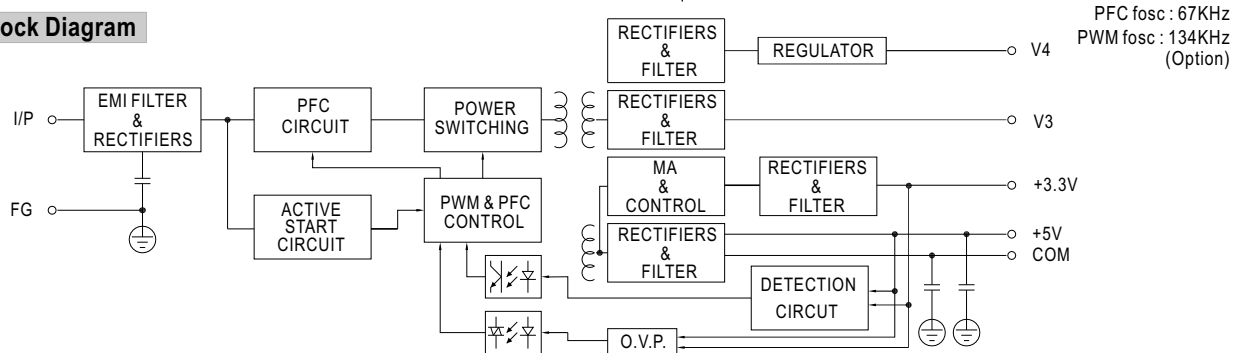 ock Diagram
PFC fosc : 67KHz
PWM fosc : 134KHz
(Option)
RECTIFIERS
&
FILTER
REGULATOR
V4
I/P
EMI FILTER
&
RECTIFIERS
PFC
CIRCUIT
POWER
SWITCHING
RECTIFIERS
&
FILTER
V3
FG
ACTIVE
START
CIRCUIT
PWM & PFC
CONTROL
MA
&
CONTROL
RECTIFIERS
&
FILTER
+3.3V
RECTIFIERS
&
FILTER
+5V
COM
DETECTION
CIRCUT
O.V.P.